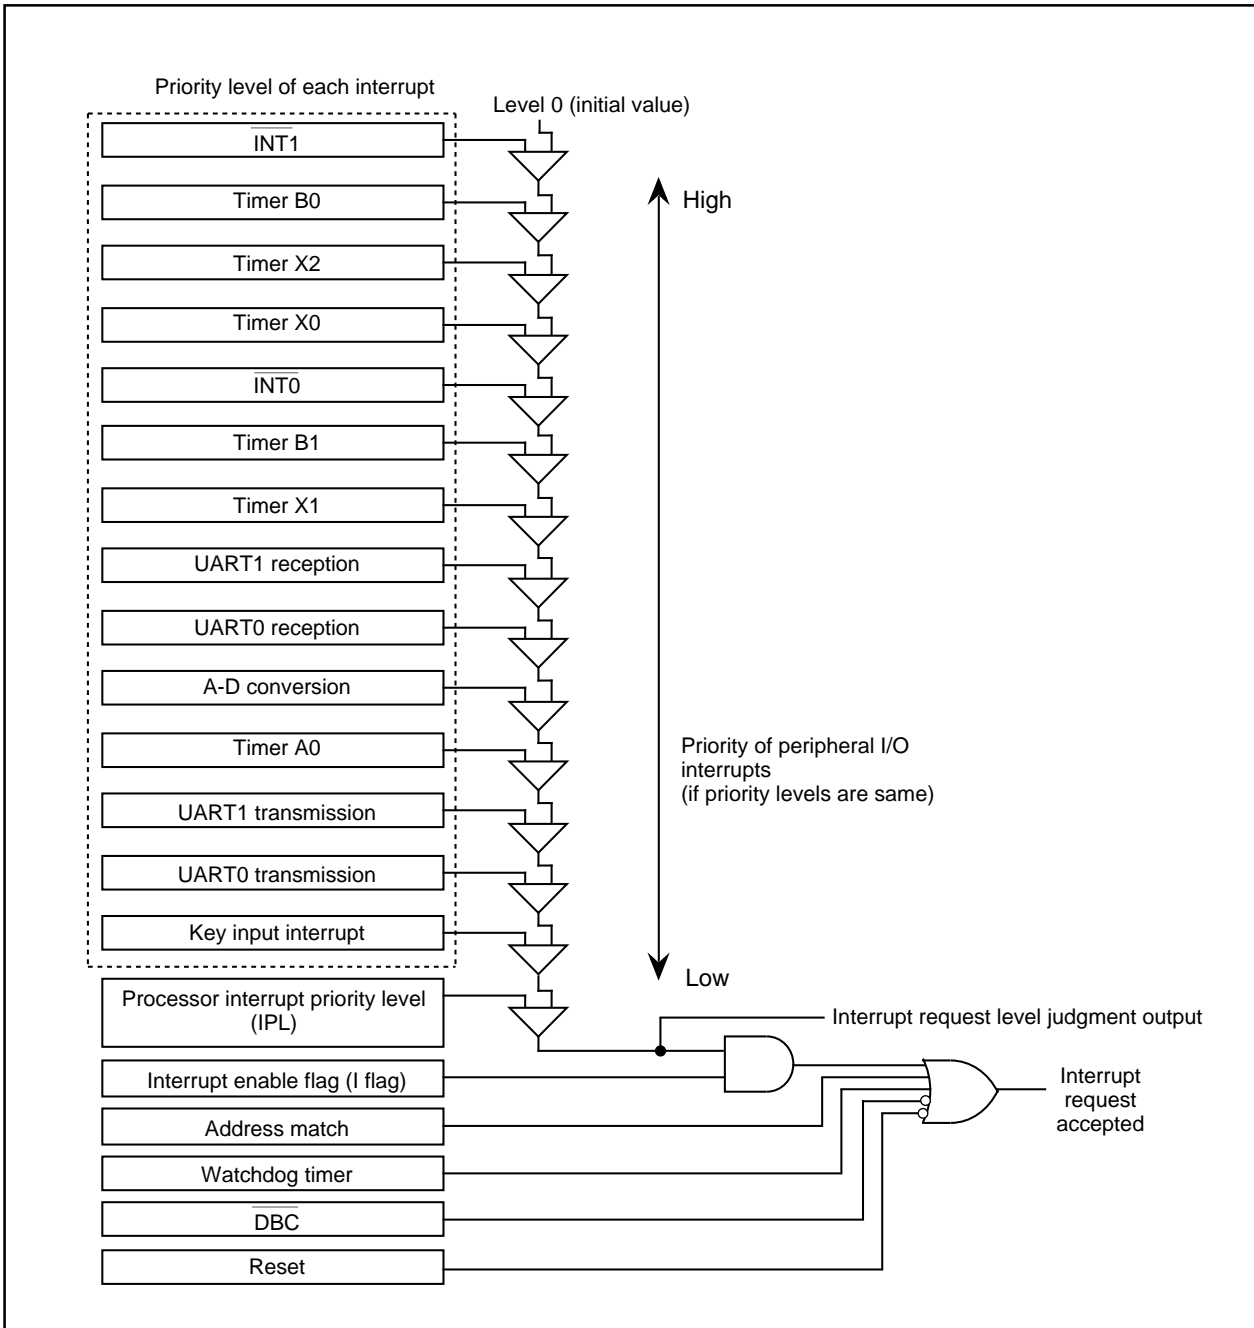 Priority level of each interrupt
Level 0 (initial value)
INT1
Timer B0
High
Timer X2
Timer X0
INT0
Timer B1
Timer X1
UART1 reception
UART0 reception
A-D conversion
Timer A0
Priority of peripheral I/O
interrupts
(if priority levels are same)
UART1 transmission
UART0 transmission
Key input interrupt
Low
Processor interrupt priority level
(IPL)
Interrupt request level judgment output
Interrupt enable flag (I flag)
Interrupt
request
accepted
Address match
Watchdog timer
DBC
Reset